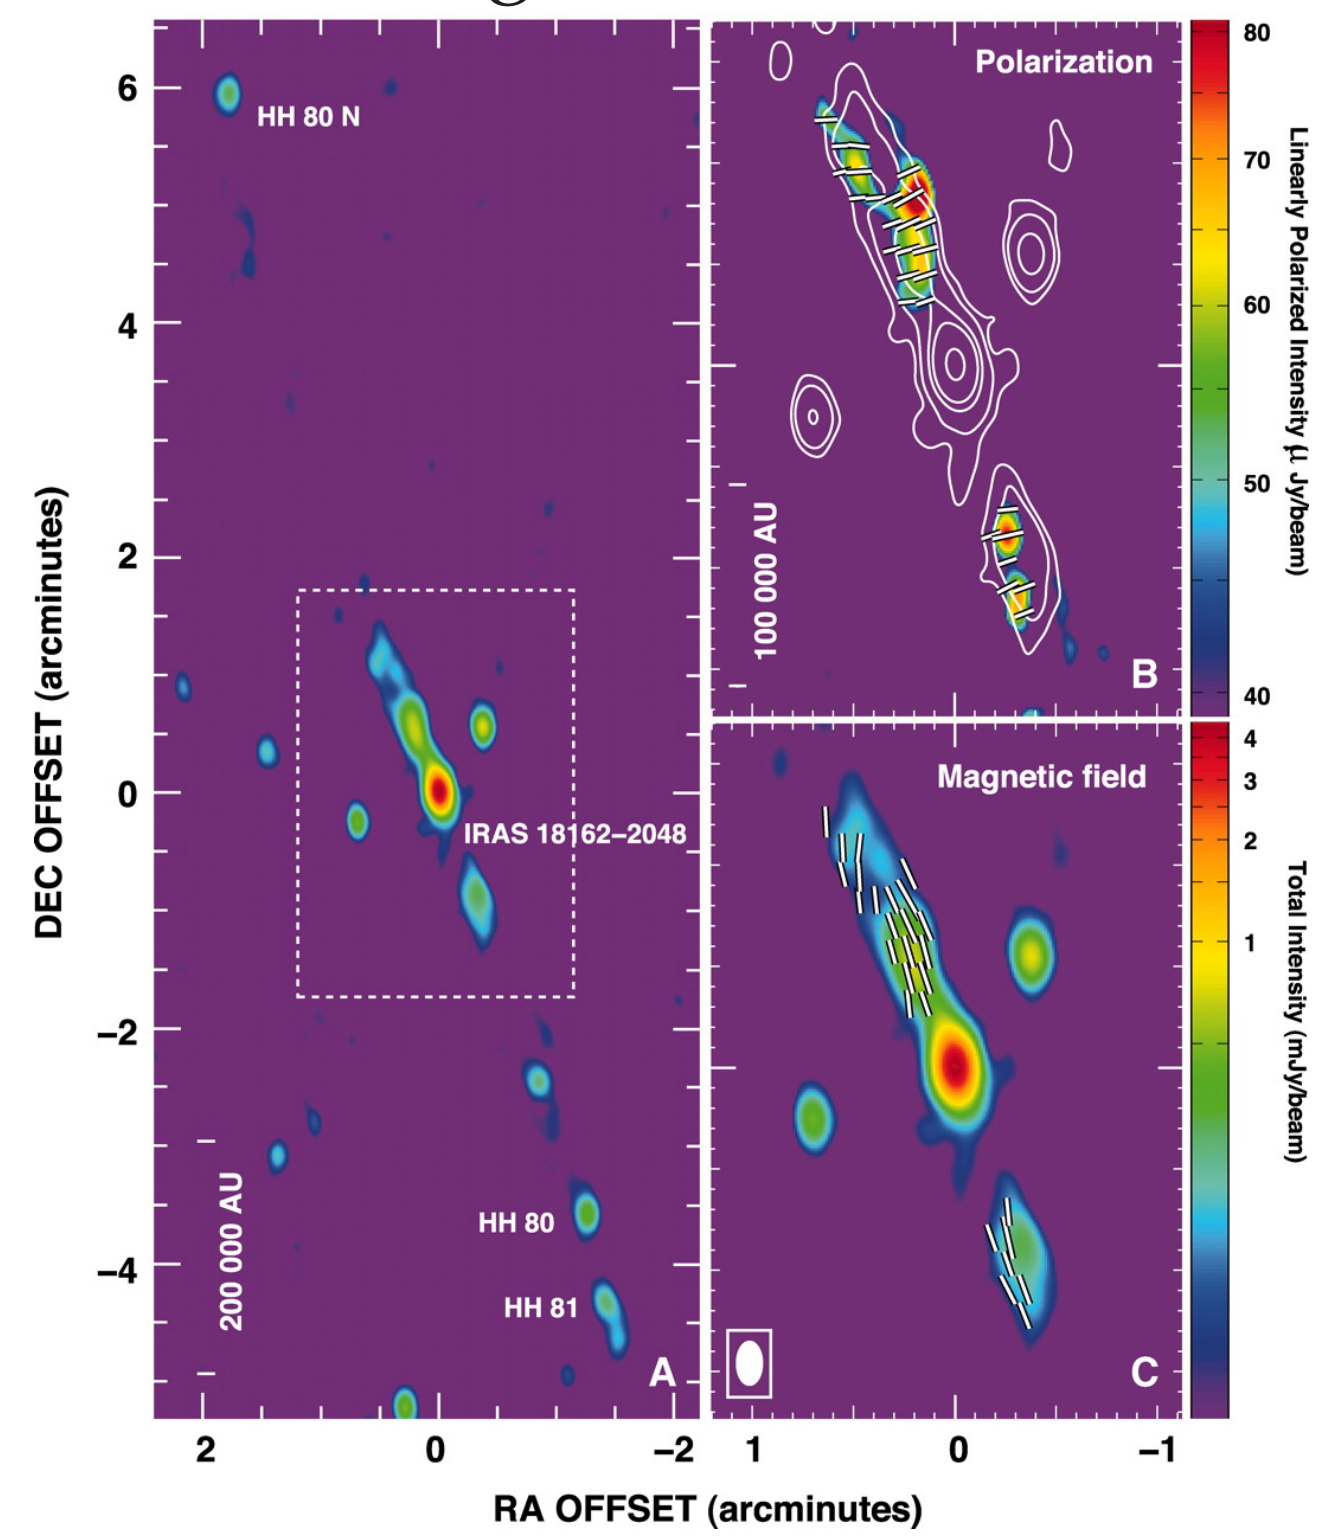 6
4
2
0
−2
−4
DEC OFFSET (arcminutes)
HH 80 N
IRAS 18162−2048
HH 80
HH 81
200 000 AU
A
2
0
−2
Polarization
100 000 AU
B
Magnetic field
C
1
0
−1
RA OFFSET (arcminutes)
80
70
60
50
40
Linearly Polarized Intensity (μ Jy/beam)
4
3
2
1
Total Intensity (mJy/beam)